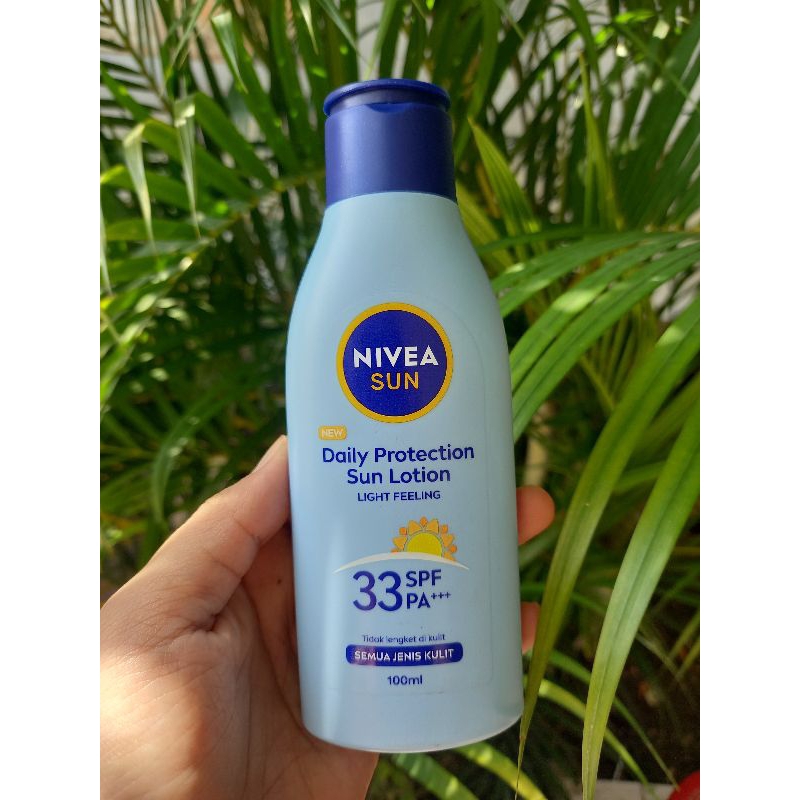 NIVEA
SUN
NEW
Daily Protection
Sun Lotion
LIGHT FEELING
33 SPF
PA+++
Tidak lengket di kulit
SEMUA JENIS KULIT
100ml